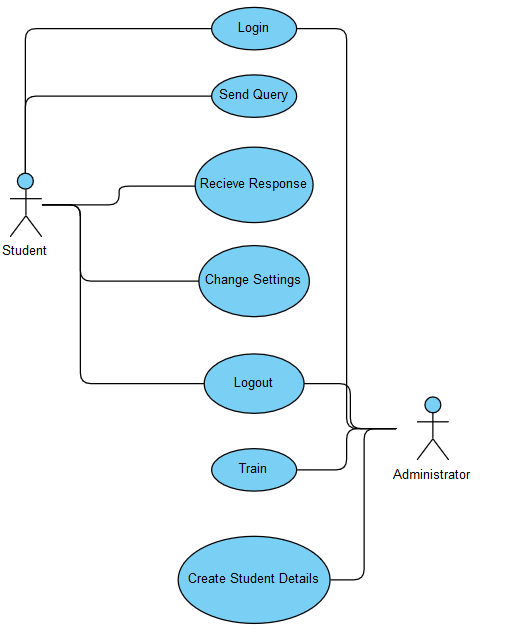 Login
Send Query
Recieve Response
Student
Change Settings
Logout
Administrator
Train
Create Student Details